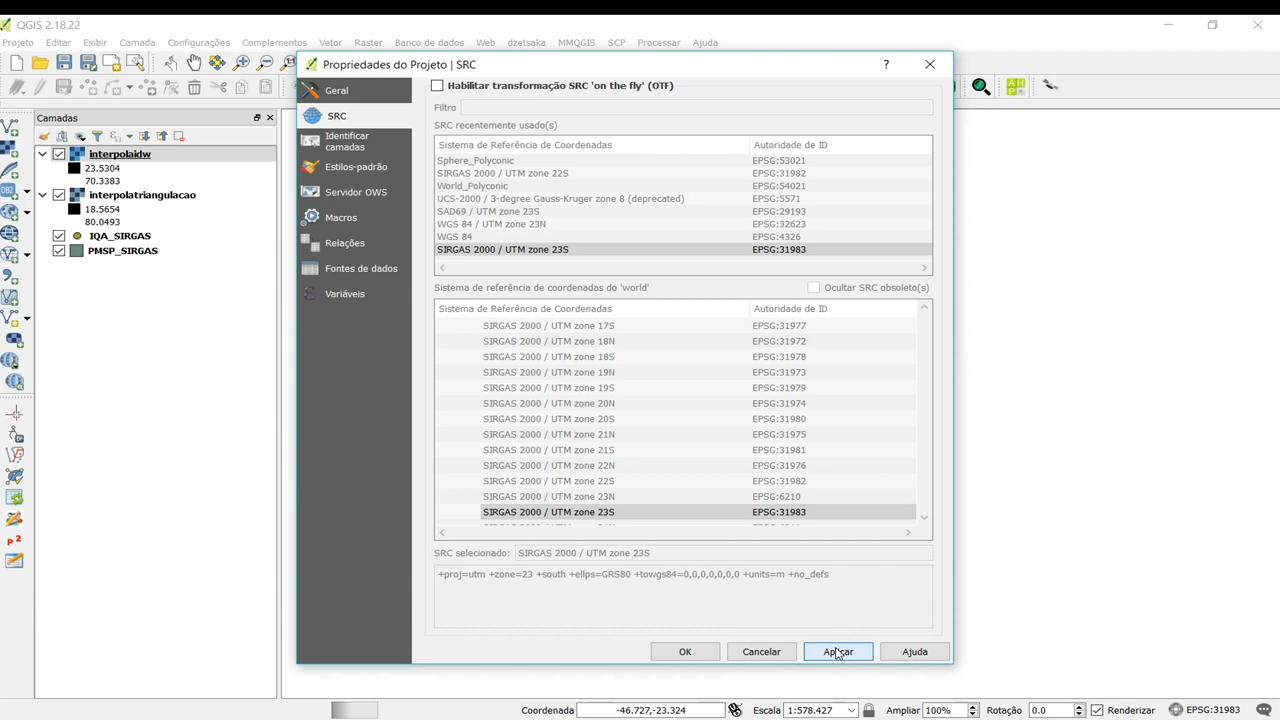 QGIS 2.18.22
Projeto Editar Exibir Camada Configurações Complementos Vetor Raster Banco de dados Web dzetsaka MMQGIS SCP Processar Ajuda
Propriedades do Projeto | SRC
Geral
SRC
Identificar camadas
Estilos-padrão
Servidor OWS
Macros
Relações
Fontes de dados
Variáveis
Camadas
interpolaidw
23.5304
70.3383
interpolatriangulacao
18.5654
80.0493
IQA_SIRGAS
PMSP_SIRGAS
Habilitar transformação SRC 'on the fly' (OTF)
Filtro
SRC recentemente usado(s)
Sistema de Referência de Coordenadas Autoridade de ID
Sphere_Polyconic EPSG:53021
SIRGAS 2000 / UTM zone 22S EPSG:31982
World_Polyconic EPSG:54021
UCS-2000 / 3-degree Gauss-Kruger zone 8 (deprecated) EPSG:5571
SAD69 / UTM zone 23S EPSG:29193
WGS 84 / UTM zone 23N EPSG:32623
WGS 84 EPSG:4326
SIRGAS 2000 / UTM zone 23S EPSG:31983
Sistema de referência de coordenadas do 'world' Ocultar SRC obsoleto(s)
Sistema de Referência de Coordenadas Autoridade de ID
SIRGAS 2000 / UTM zone 17S EPSG:31977
SIRGAS 2000 / UTM zone 18N EPSG:31972
SIRGAS 2000 / UTM zone 18S EPSG:31978
SIRGAS 2000 / UTM zone 19N EPSG:31973
SIRGAS 2000 / UTM zone 19S EPSG:31979
SIRGAS 2000 / UTM zone 20N EPSG:31974
SIRGAS 2000 / UTM zone 20S EPSG:31980
SIRGAS 2000 / UTM zone 21N EPSG:31975
SIRGAS 2000 / UTM zone 21S EPSG:31981
SIRGAS 2000 / UTM zone 22N EPSG:31976
SIRGAS 2000 / UTM zone 22S EPSG:31982
SIRGAS 2000 / UTM zone 23N EPSG:6210
SIRGAS 2000 / UTM zone 23S EPSG:31983
SRC selecionado: SIRGAS 2000 / UTM zone 23S
+proj=utm +zone=23 +south +ellps=GRS80 +towgs84=0,0,0,0,0,0,0 +units=m +no_defs
OK Cancelar Aplicar Ajuda
Coordenada -46.727,-23.324 Escala 1:578.427 Ampliar 100% Rotação 0.0 Renderizar EPSG:31983